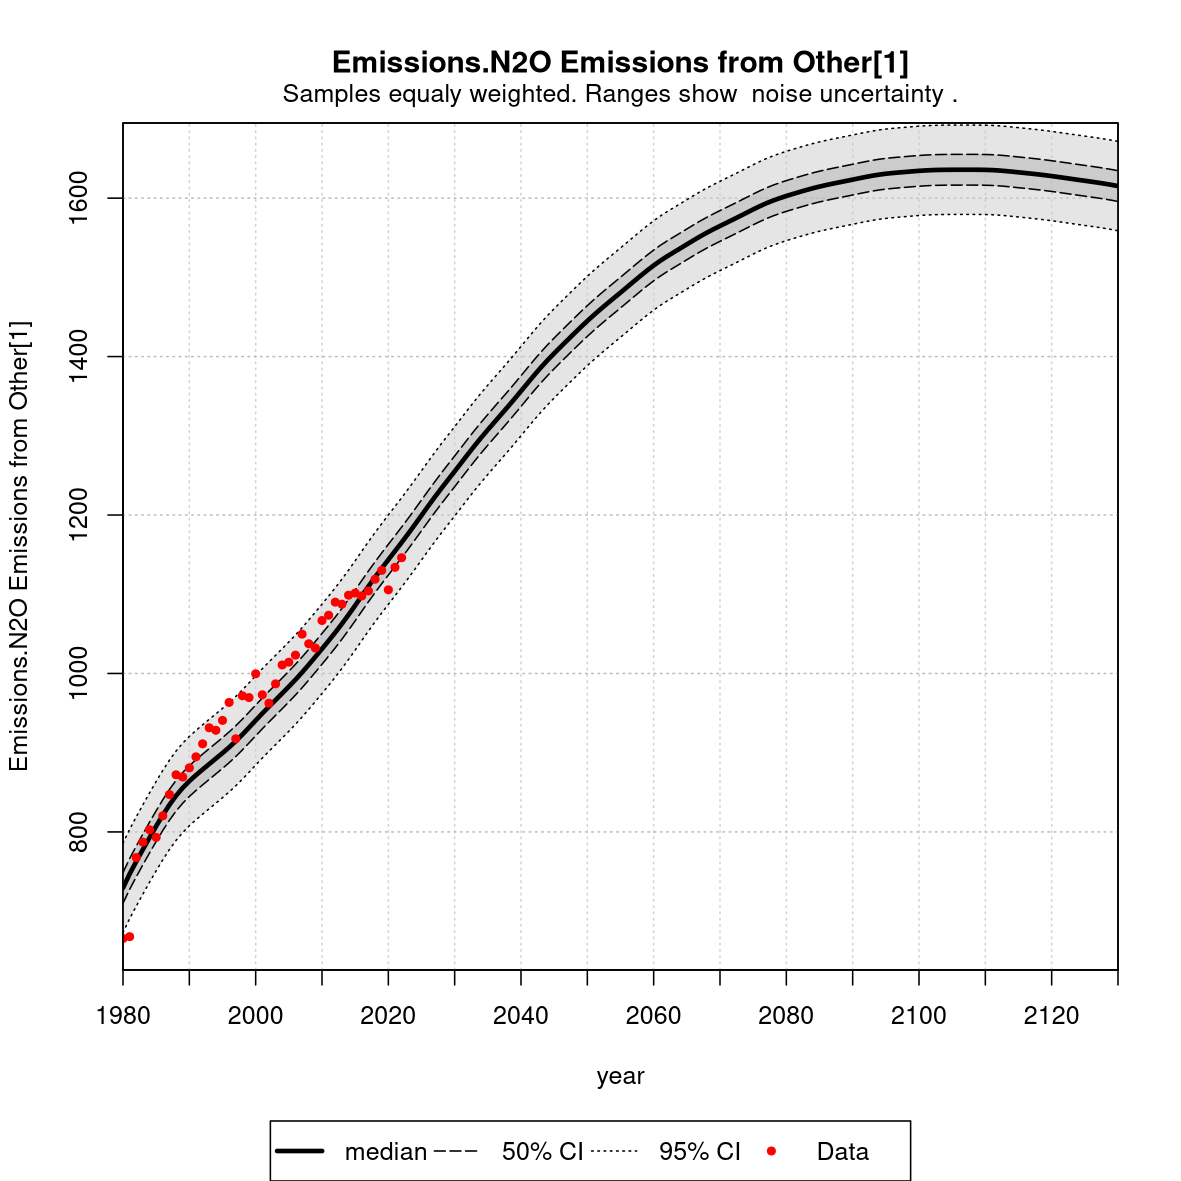 Emissions.N2O Emissions from Other[1]
Samples equaly weighted. Ranges show  noise uncertainty .
Emissions.N2O Emissions from Other[1]
1600
1400
1200
1000
800
1980 2000 2020 2040 2060 2080 2100 2120
year
median 50% CI 95% CI Data